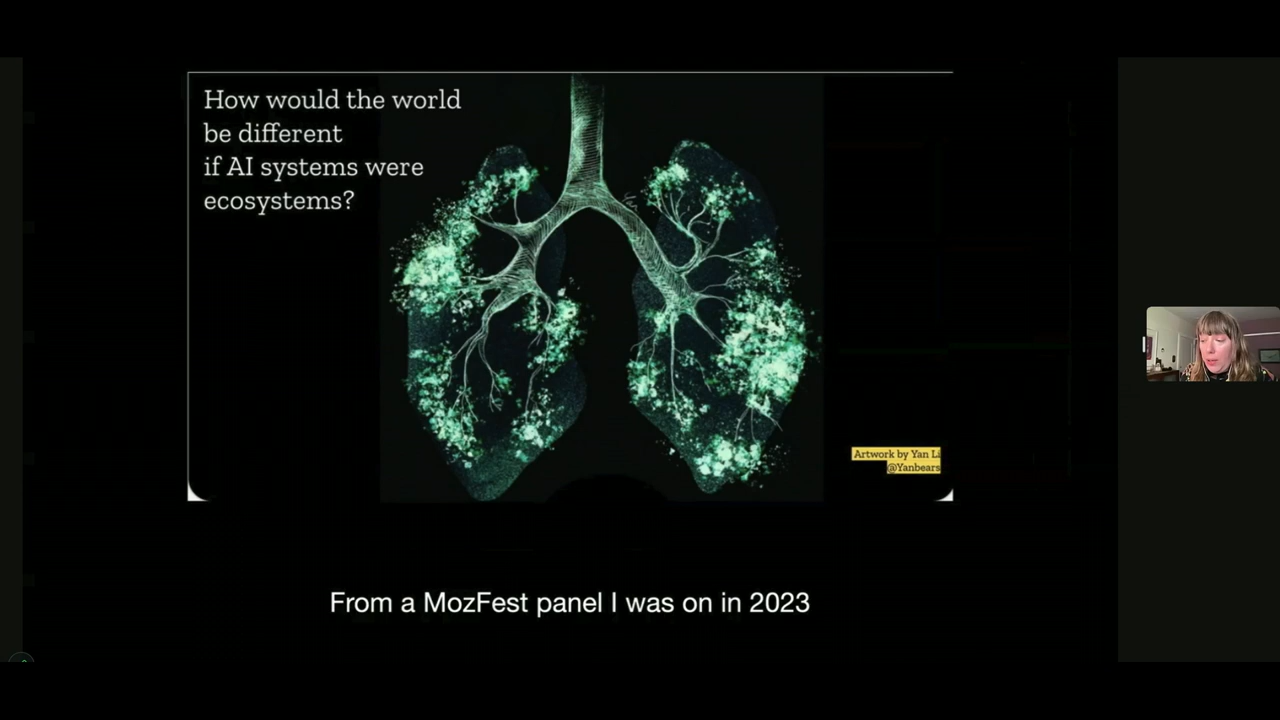 How would the world
be different
if AI systems were
ecosystems?
Artwork by Yan Li
@Yanbears
From a MozFest panel I was on in 2023